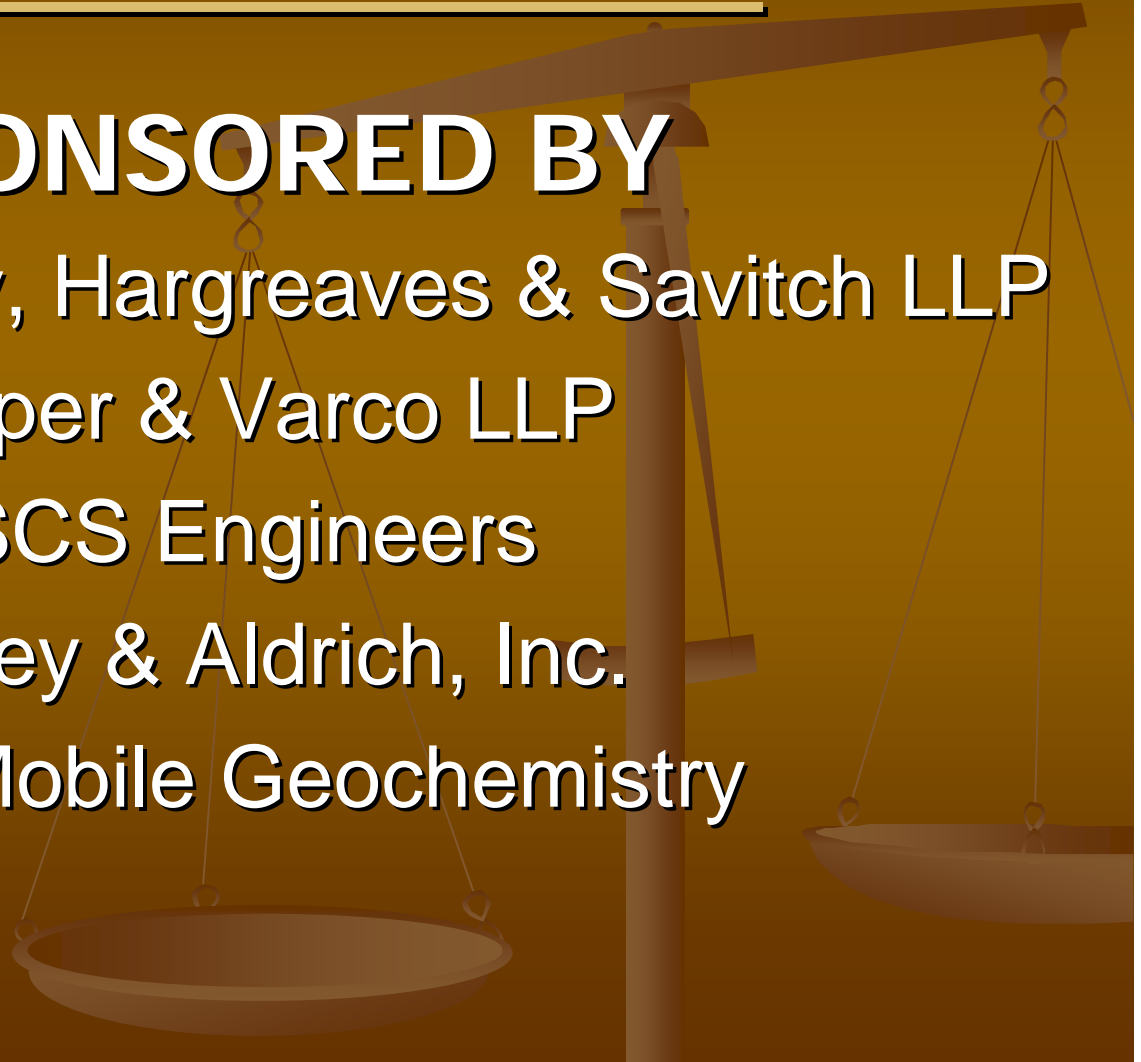 ONSORED BY
, Hargreaves & Savitch LLP
per & Varco LLP
SCS Engineers
ey & Aldrich, Inc.
Mobile Geochemistry